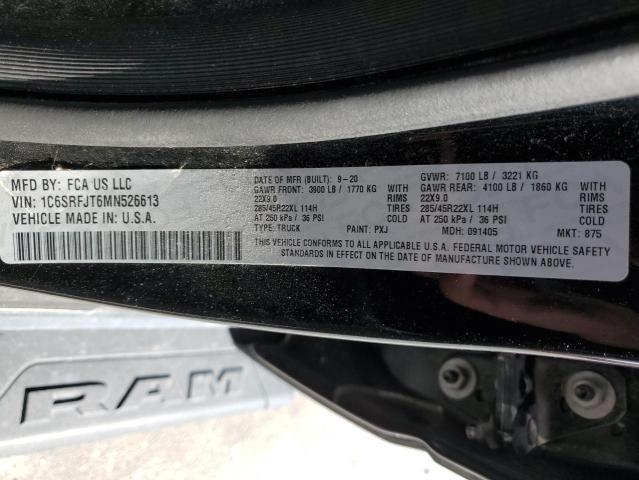 MFD BY: FCA US LLC
VIN: 1C6SRFJT6MN526613
VEHICLE MADE IN U.S.A.
DATE OF MFR (BUILT): 9-20 GVWR: 7100 LB / 3221 KG
GAWR FRONT: 3900 LB / 1770 KG GAWR REAR: 4100 LB / 1860 KG
22X9.0 RIMS 22X9.0 RIMS
285/45R22XL 114H TIRES 285/45R22XL 114H TIRES
AT 250 kPa / 36 PSI COLD AT 250 kPa / 36 PSI COLD
TYPE: TRUCK PAINT: PXJ MDH: 091405 MKT: 875
THIS VEHICLE CONFORMS TO ALL APPLICABLE U.S.A. FEDERAL MOTOR VEHICLE SAFETY
STANDARDS IN EFFECT ON THE DATE OF MANUFACTURE SHOWN ABOVE.
RAM